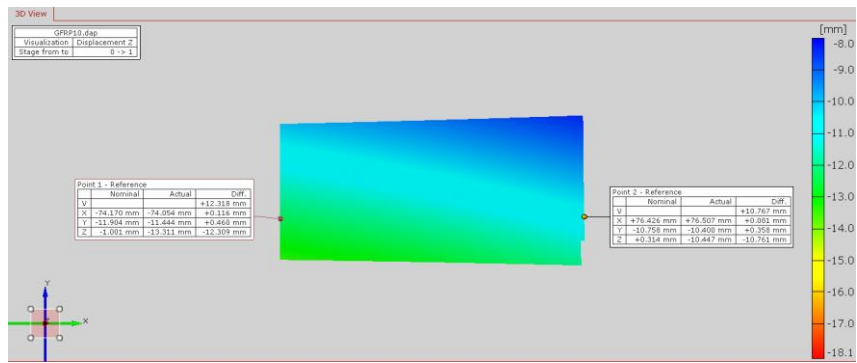 3D View
GFRP10.dap
Visualization Displacement Z
Stage from to 0 -> 1
[mm]
-8.0
-9.0
-10.0
-11.0
-12.0
-13.0
-14.0
-15.0
-16.0
-17.0
-18.1
Point 1 - Reference
Nominal Actual Diff.
V +12.318 mm
X -74.170 mm -74.054 mm +0.116 mm
Y -11.904 mm -11.444 mm +0.460 mm
Z -1.001 mm -13.311 mm -12.309 mm
Point 2 - Reference
Nominal Actual Diff.
V +10.767 mm
X +76.426 mm +76.507 mm +0.081 mm
Y -10.758 mm -10.400 mm +0.358 mm
Z +0.314 mm -10.447 mm -10.761 mm
Y
X